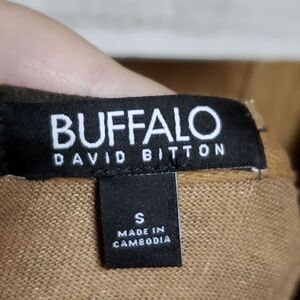 BUFFALO
DAVID BITTON
S
MADE IN
CAMBODIA